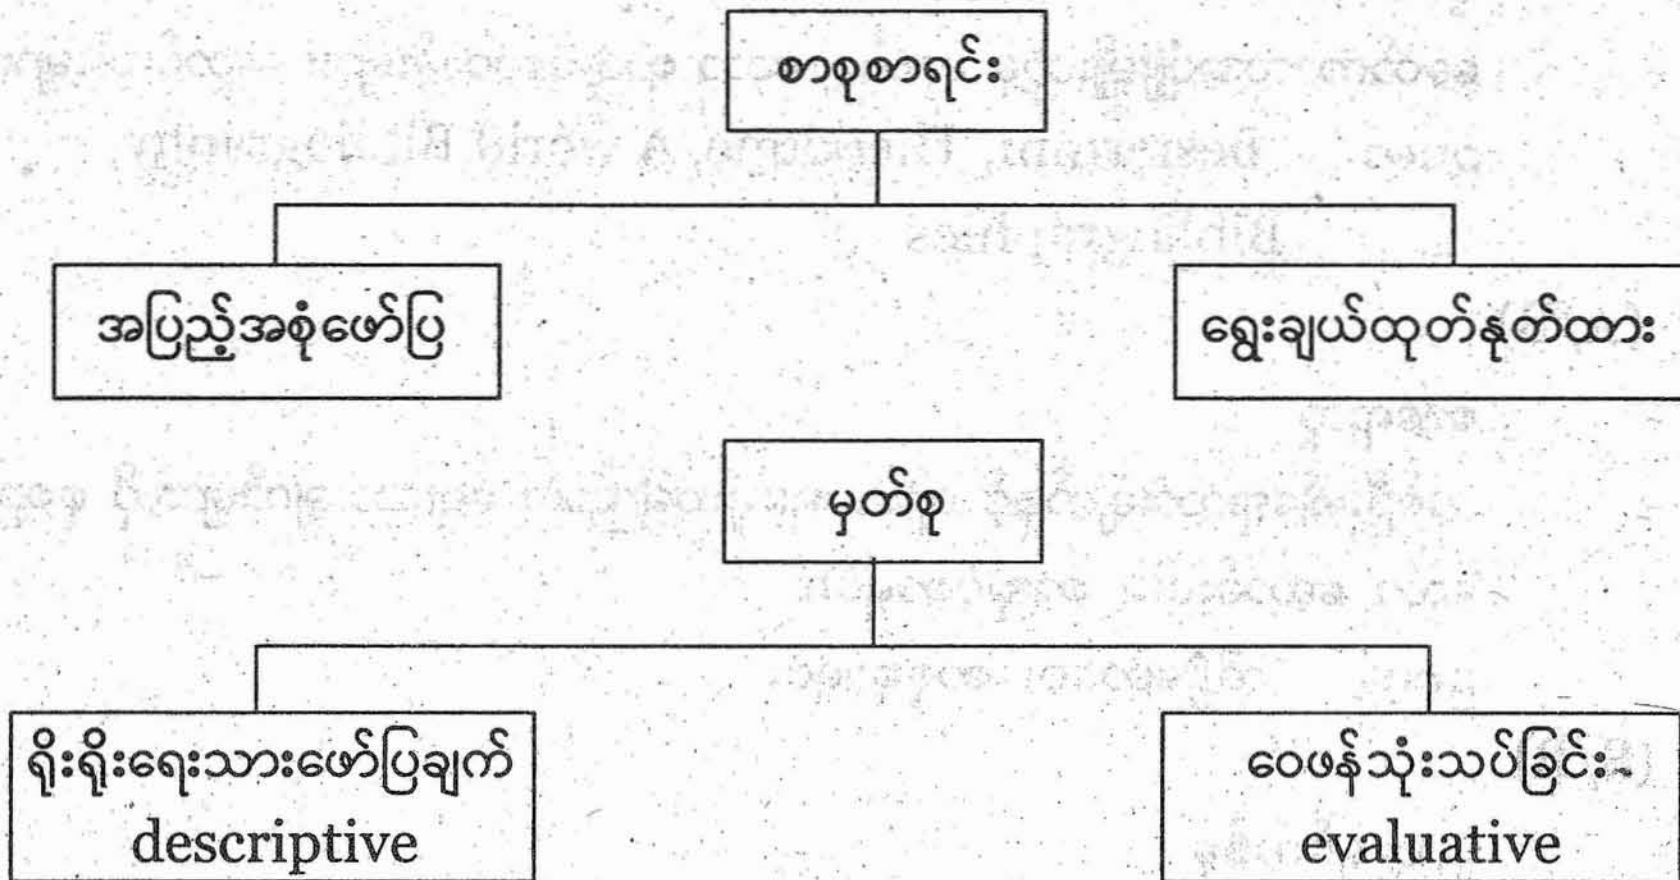 စာစုစာရင်း
အပြည့်အစုံဖော်ပြ
ရွေးချယ်ထုတ်နုတ်ထား
မှတ်စု
ရိုးရိုးရေးသားဖော်ပြချက်
descriptive
ဝေဖန်သုံးသပ်ခြင်း
evaluative